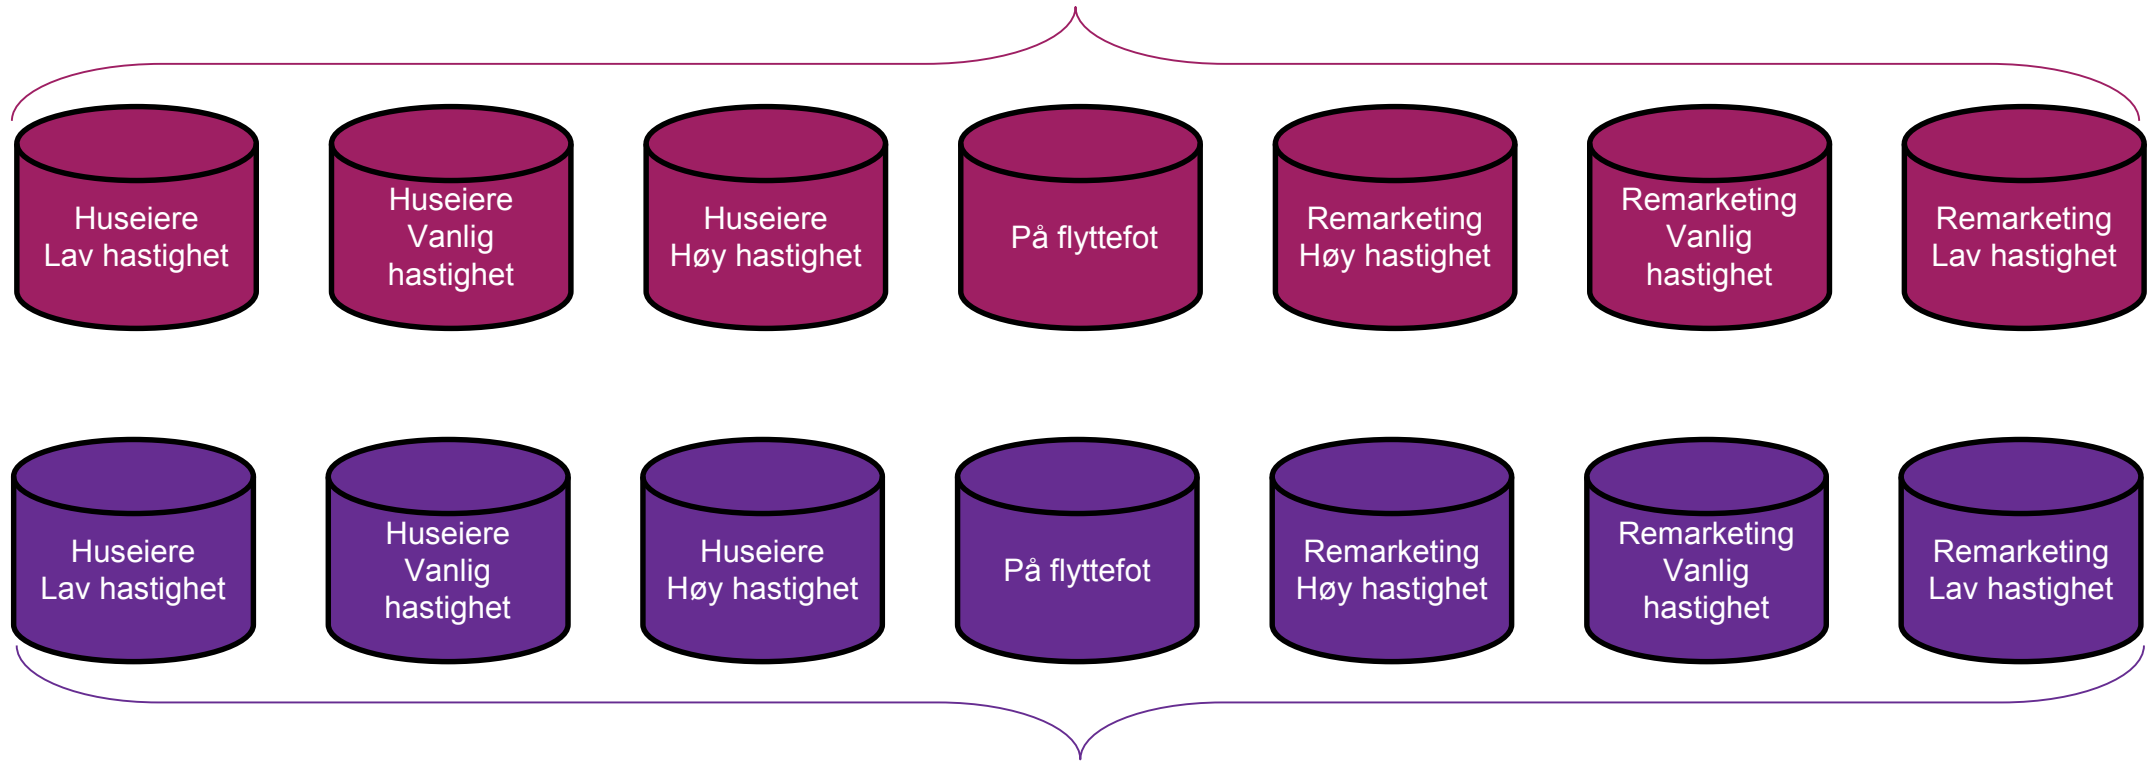 Huseiere
Lav hastighet
Huseiere
Vanlig
hastighet
Huseiere
Høy hastighet
På flyttefot
Remarketing
Høy hastighet
Remarketing
Vanlig
hastighet
Remarketing
Lav hastighet
Huseiere
Lav hastighet
Huseiere
Vanlig
hastighet
Huseiere
Høy hastighet
På flyttefot
Remarketing
Høy hastighet
Remarketing
Vanlig
hastighet
Remarketing
Lav hastighet